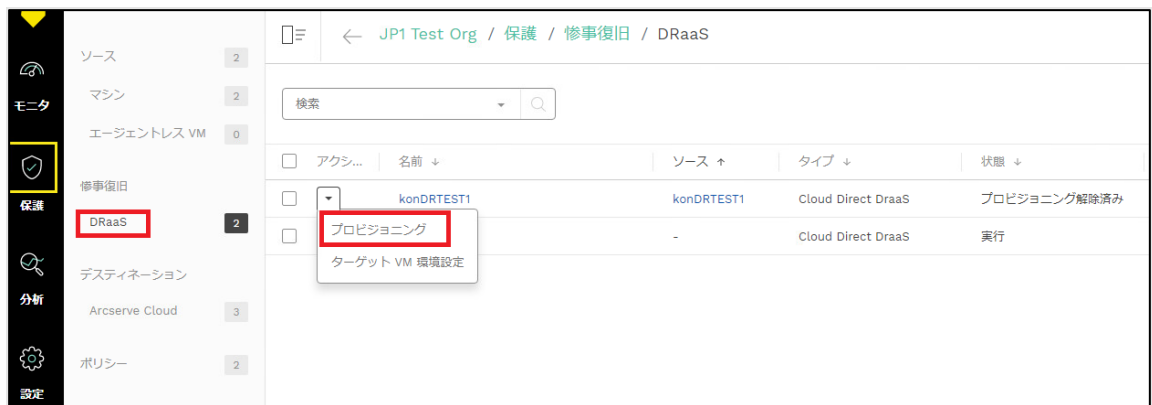 モニタ
保護
分析
設定
ソース 2
マシン 2
エージェントレス VM 0
惨事復旧
DRaaS 2
デスティネーション
Arcserve Cloud 3
ポリシー 2
← JP1 Test Org / 保護 / 惨事復旧 / DRaaS
検索
アクシ... 名前 ↓ ソース ↑ タイプ ↓ 状態 ↓
konDRTEST1 konDRTEST1 Cloud Direct DraaS プロビジョニング解除済み
プロビジョニング
- Cloud Direct DraaS 実行
ターゲット VM 環境設定